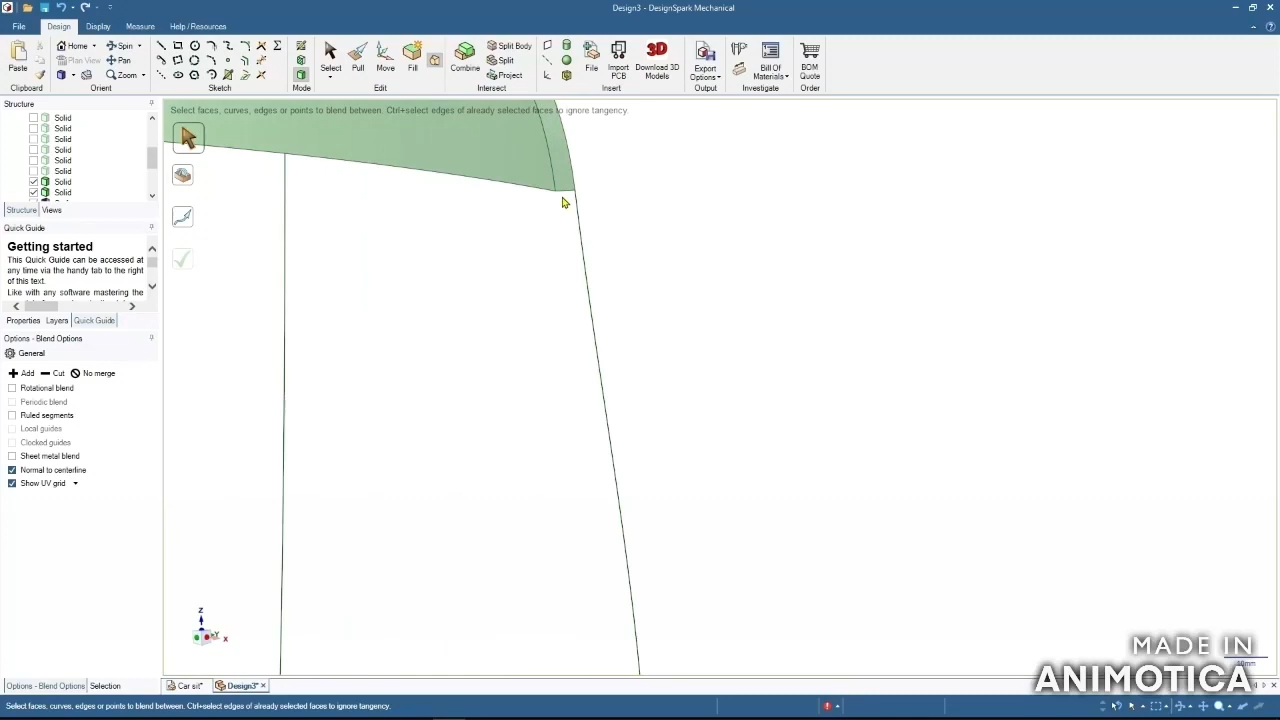 Design3 - DesignSpark Mechanical
File Design Display Measure Help / Resources
Home Spin
Plan View Pan
Zoom
Paste
Select Pull Move Fill
Combine Split Body
Split
Project
File Import PCB Download 3D Models
3D
Export Options
Bill Of Materials
BOM Quote
Clipboard Orient Sketch Mode Edit Intersect Insert Output Investigate Order
Structure
Solid
Solid
Solid
Solid
Solid
Solid
Solid
Solid
Structure Views
Quick Guide
Getting started
This Quick Guide can be accessed at
any time via the handy tab to the right
of this text.
Like with any software mastering the
Properties Layers Quick Guide
Options - Blend Options
General
Add Cut No merge
Rotational blend
Periodic blend
Ruled segments
Local guides
Clocked guides
Sheet metal blend
Normal to centerline
Show UV grid
Select faces, curves, edges or points to blend between. Ctrl+select edges of already selected faces to ignore tangency.
Z
Y
X
MADE IN
ANIMOTICA
Options - Blend Options Selection
Car sit*
Design3*
Select faces, curves, edges or points to blend between. Ctrl+select edges of already selected faces to ignore tangency.